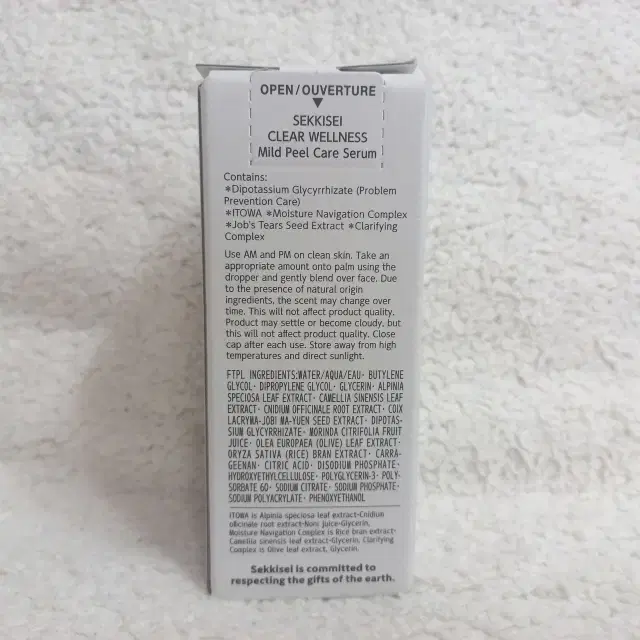 OPEN/OUVERTURE
▼
SEKKISEI
CLEAR WELLNESS
Mild Peel Care Serum
Contains:
*Dipotassium Glycyrrhizate (Problem
Prevention Care)
*ITOWA *Moisture Navigation Complex
*Job's Tears Seed Extract *Clarifying
Complex
Use AM and PM on clean skin. Take an
appropriate amount onto palm using the
dropper and gently blend over face. Due
to the presence of natural origin
ingredients, the scent may change over
time. This will not affect product quality.
Product may settle or become cloudy, but
this will not affect product quality. Close
cap after each use. Store away from high
temperatures and direct sunlight.
FTPL INGREDIENTS:WATER/AQUA/EAU· BUTYLENE
GLYCOL· DIPROPYLENE GLYCOL· GLYCERIN· ALPINIA
SPECIOSA LEAF EXTRACT· CAMELLIA SINENSIS LEAF
EXTRACT· CNIDIUM OFFICINALE ROOT EXTRACT· COIX
LACRYMA-JOBI MA-YUEN SEED EXTRACT· DIPOTAS-
SIUM GLYCYRRHIZATE· MORINDA CITRIFOLIA FRUIT
JUICE· OLEA EUROPAEA (OLIVE) LEAF EXTRACT·
ORYZA SATIVA (RICE) BRAN EXTRACT· CARRA-
GEENAN· CITRIC ACID· DISODIUM PHOSPHATE·
HYDROXYETHYLCELLULOSE· POLYGLYCERIN-3· POLY-
SORBATE 60· SODIUM CITRATE· SODIUM PHOSPHATE·
SODIUM POLYACRYLATE· PHENOXYETHANOL
ITOWA is Alpinia speciosa leaf extract-Cnidium
officinale root extract-Noni juice-Glycerin,
Moisture Navigation Complex is Rice bran extract-
Camellia sinensis leaf extract-Glycerin, Clarifying
Complex is Olive leaf extract, Glycerin.
Sekkisei is committed to
respecting the gifts of the earth.